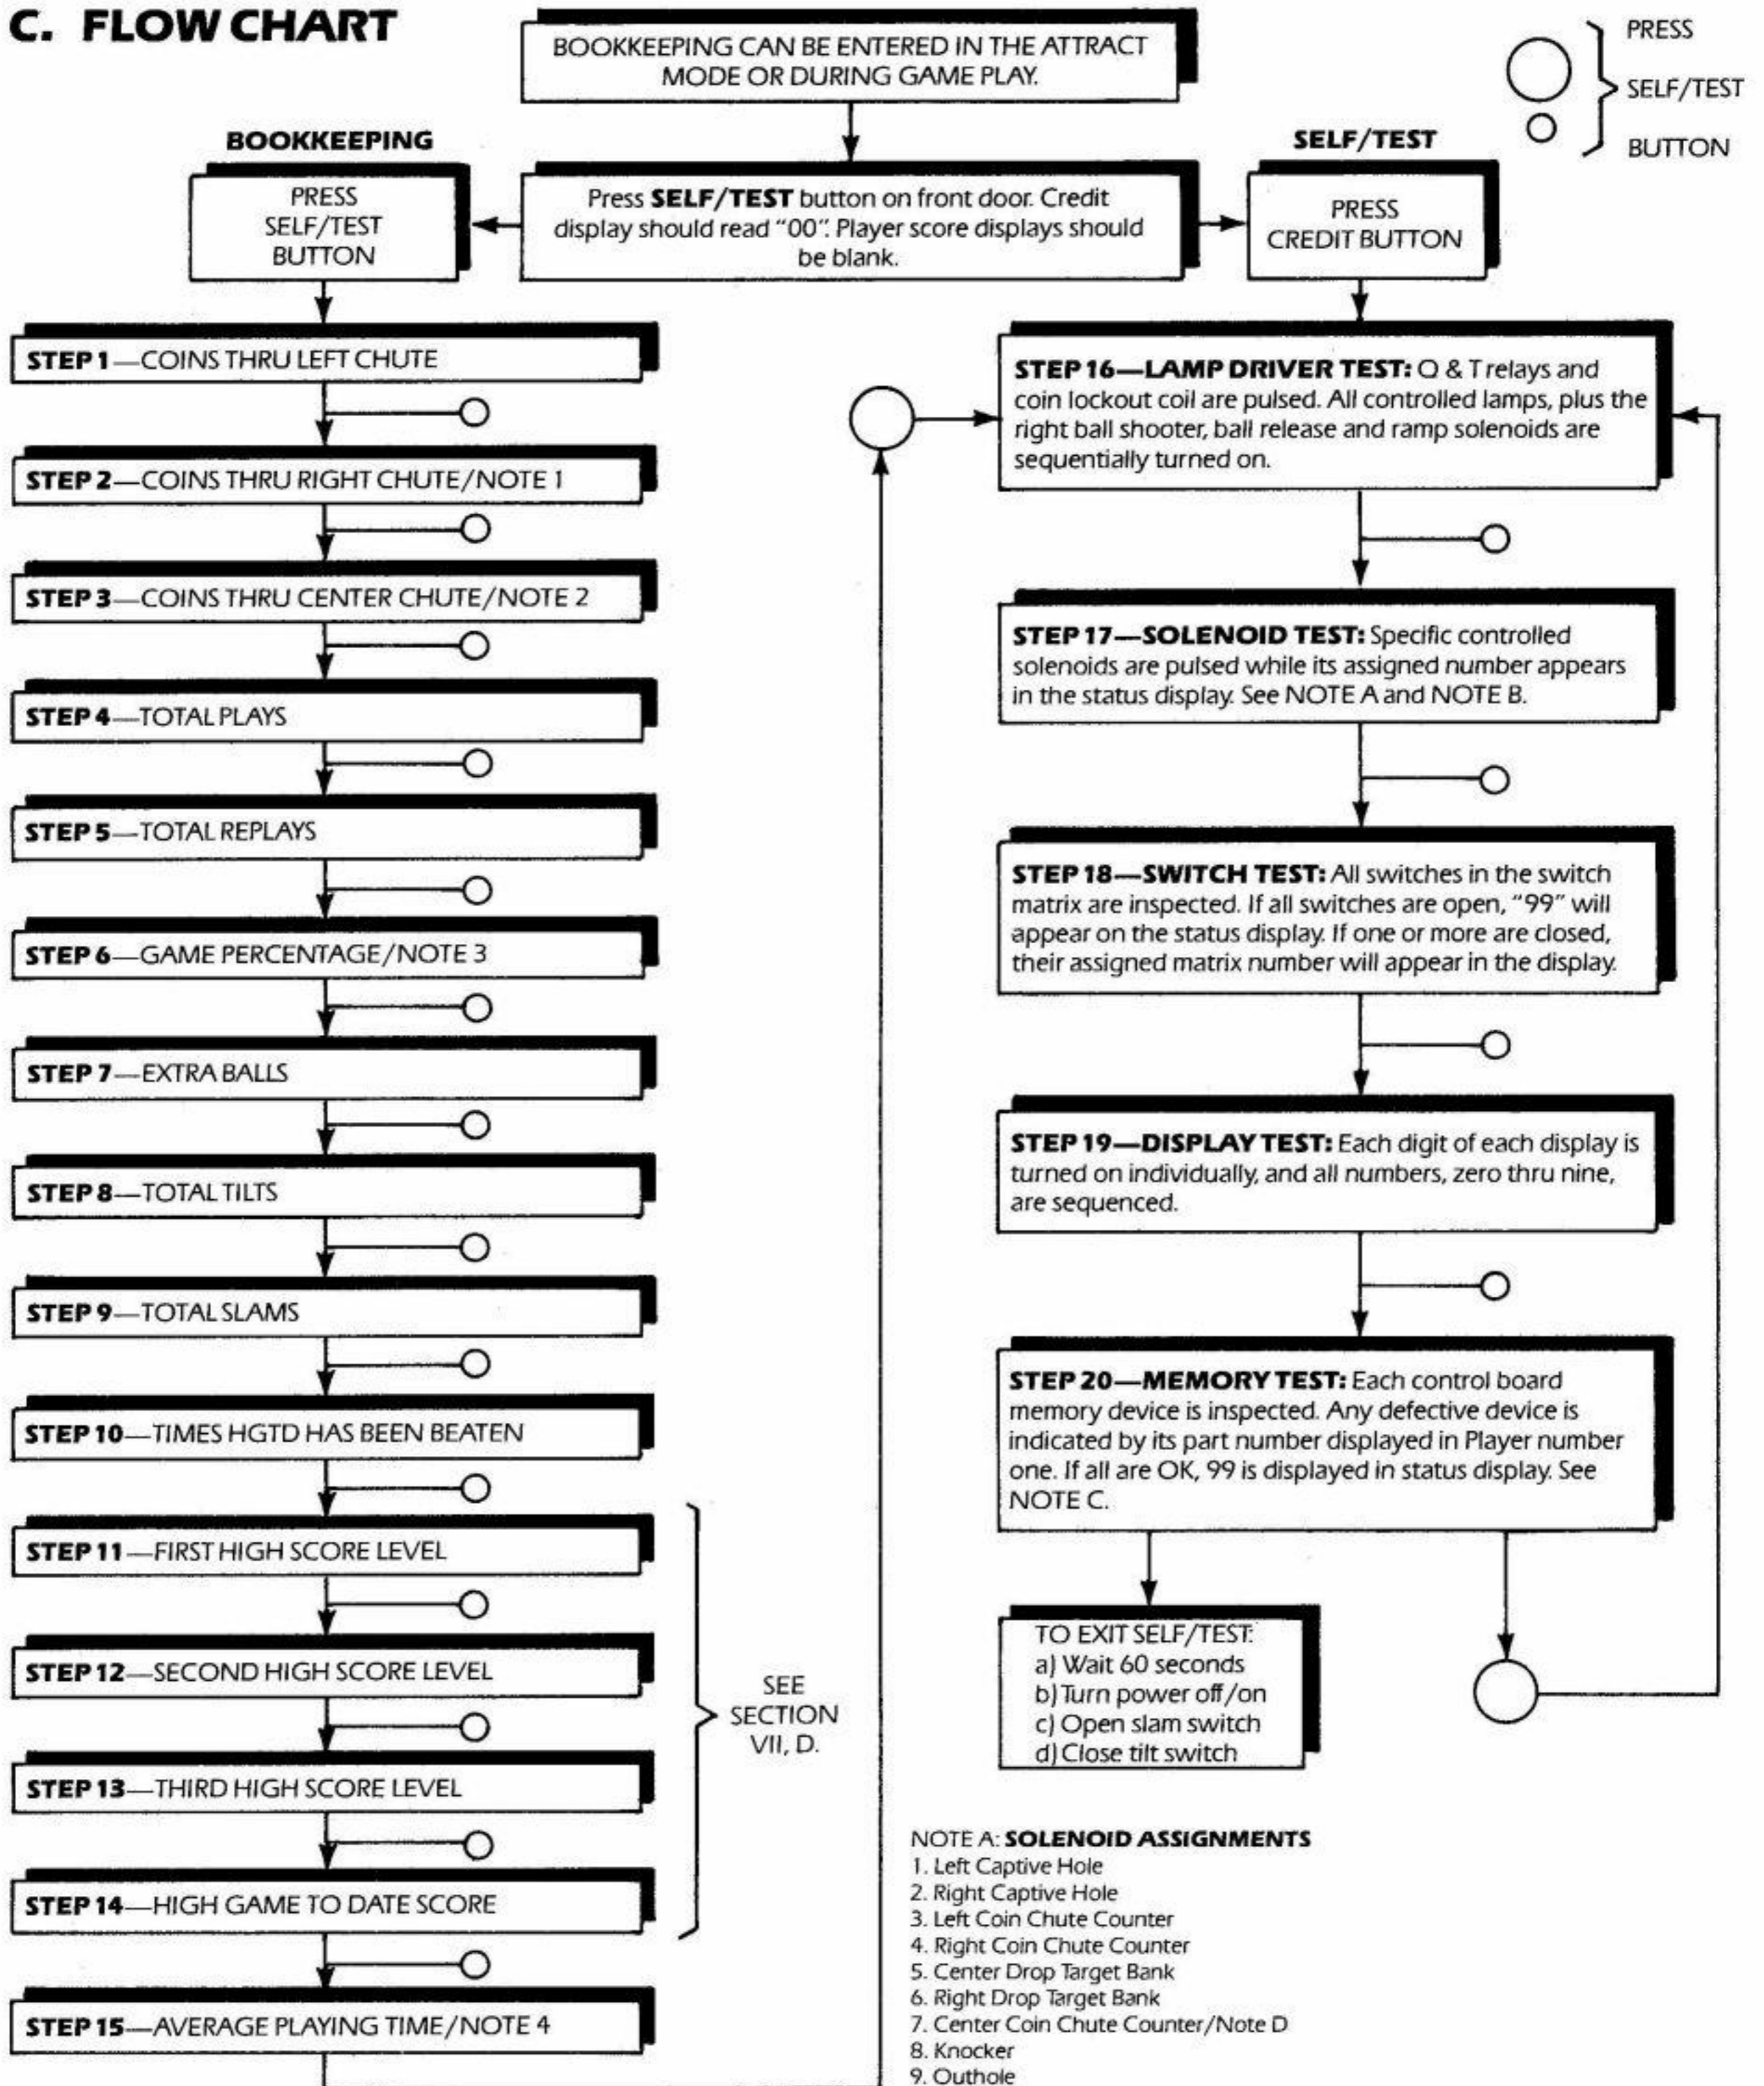 C. FLOW CHART
BOOKKEEPING CAN BE ENTERED IN THE ATTRACT
MODE OR DURING GAME PLAY.
PRESS
SELF/TEST
BUTTON
BOOKKEEPING
PRESS
SELF/TEST
BUTTON
Press SELF/TEST button on front door. Credit
display should read "00". Player score displays should
be blank.
SELF/TEST
PRESS
CREDIT BUTTON
STEP 1—COINS THRU LEFT CHUTE
STEP 2—COINS THRU RIGHT CHUTE/NOTE 1
STEP 3—COINS THRU CENTER CHUTE/NOTE 2
STEP 4—TOTAL PLAYS
STEP 5—TOTAL REPLAYS
STEP 6—GAME PERCENTAGE/NOTE 3
STEP 7—EXTRA BALLS
STEP 8—TOTAL TILTS
STEP 9—TOTAL SLAMS
STEP 10—TIMES HGTD HAS BEEN BEATEN
STEP 11—FIRST HIGH SCORE LEVEL
STEP 12—SECOND HIGH SCORE LEVEL
STEP 13—THIRD HIGH SCORE LEVEL
STEP 14—HIGH GAME TO DATE SCORE
STEP 15—AVERAGE PLAYING TIME/NOTE 4
SEE
SECTION
VII, D.
STEP 16—LAMP DRIVER TEST: Q & T relays and
coin lockout coil are pulsed. All controlled lamps, plus the
right ball shooter, ball release and ramp solenoids are
sequentially turned on.
STEP 17—SOLENOID TEST: Specific controlled
solenoids are pulsed while its assigned number appears
in the status display. See NOTE A and NOTE B.
STEP 18—SWITCH TEST: All switches in the switch
matrix are inspected. If all switches are open, "99" will
appear on the status display. If one or more are closed,
their assigned matrix number will appear in the display.
STEP 19—DISPLAY TEST: Each digit of each display is
turned on individually, and all numbers, zero thru nine,
are sequenced.
STEP 20—MEMORY TEST: Each control board
memory device is inspected. Any defective device is
indicated by its part number displayed in Player number
one. If all are OK, 99 is displayed in status display. See
NOTE C.
TO EXIT SELF/TEST:
a) Wait 60 seconds
b) Turn power off/on
c) Open slam switch
d) Close tilt switch
NOTE A: SOLENOID ASSIGNMENTS
1. Left Captive Hole
2. Right Captive Hole
3. Left Coin Chute Counter
4. Right Coin Chute Counter
5. Center Drop Target Bank
6. Right Drop Target Bank
7. Center Coin Chute Counter/Note D
8. Knocker
9. Outhole